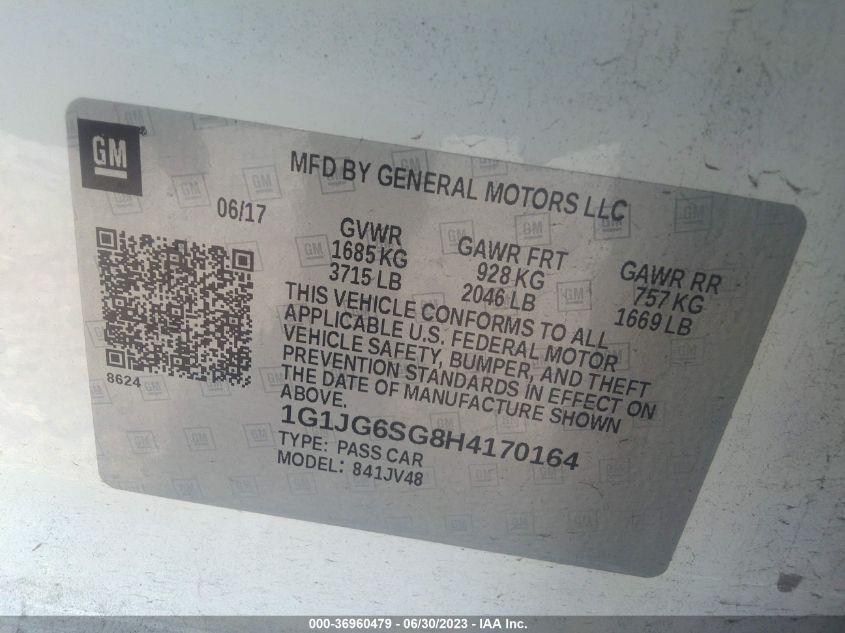 GM
MFD BY GENERAL MOTORS LLC
06/17
GVWR
1685 KG
3715 LB
GAWR FRT
928 KG
2046 LB
GAWR RR
757 KG
1669 LB
THIS VEHICLE CONFORMS TO ALL
APPLICABLE U.S. FEDERAL MOTOR
VEHICLE SAFETY, BUMPER, AND THEFT
PREVENTION STANDARDS IN EFFECT ON
THE DATE OF MANUFACTURE SHOWN
ABOVE.
8624
1G1JG6SG8H4170164
TYPE: PASS CAR
MODEL: 841JV48
000-36960479 - 06/30/2023 - IAA Inc.